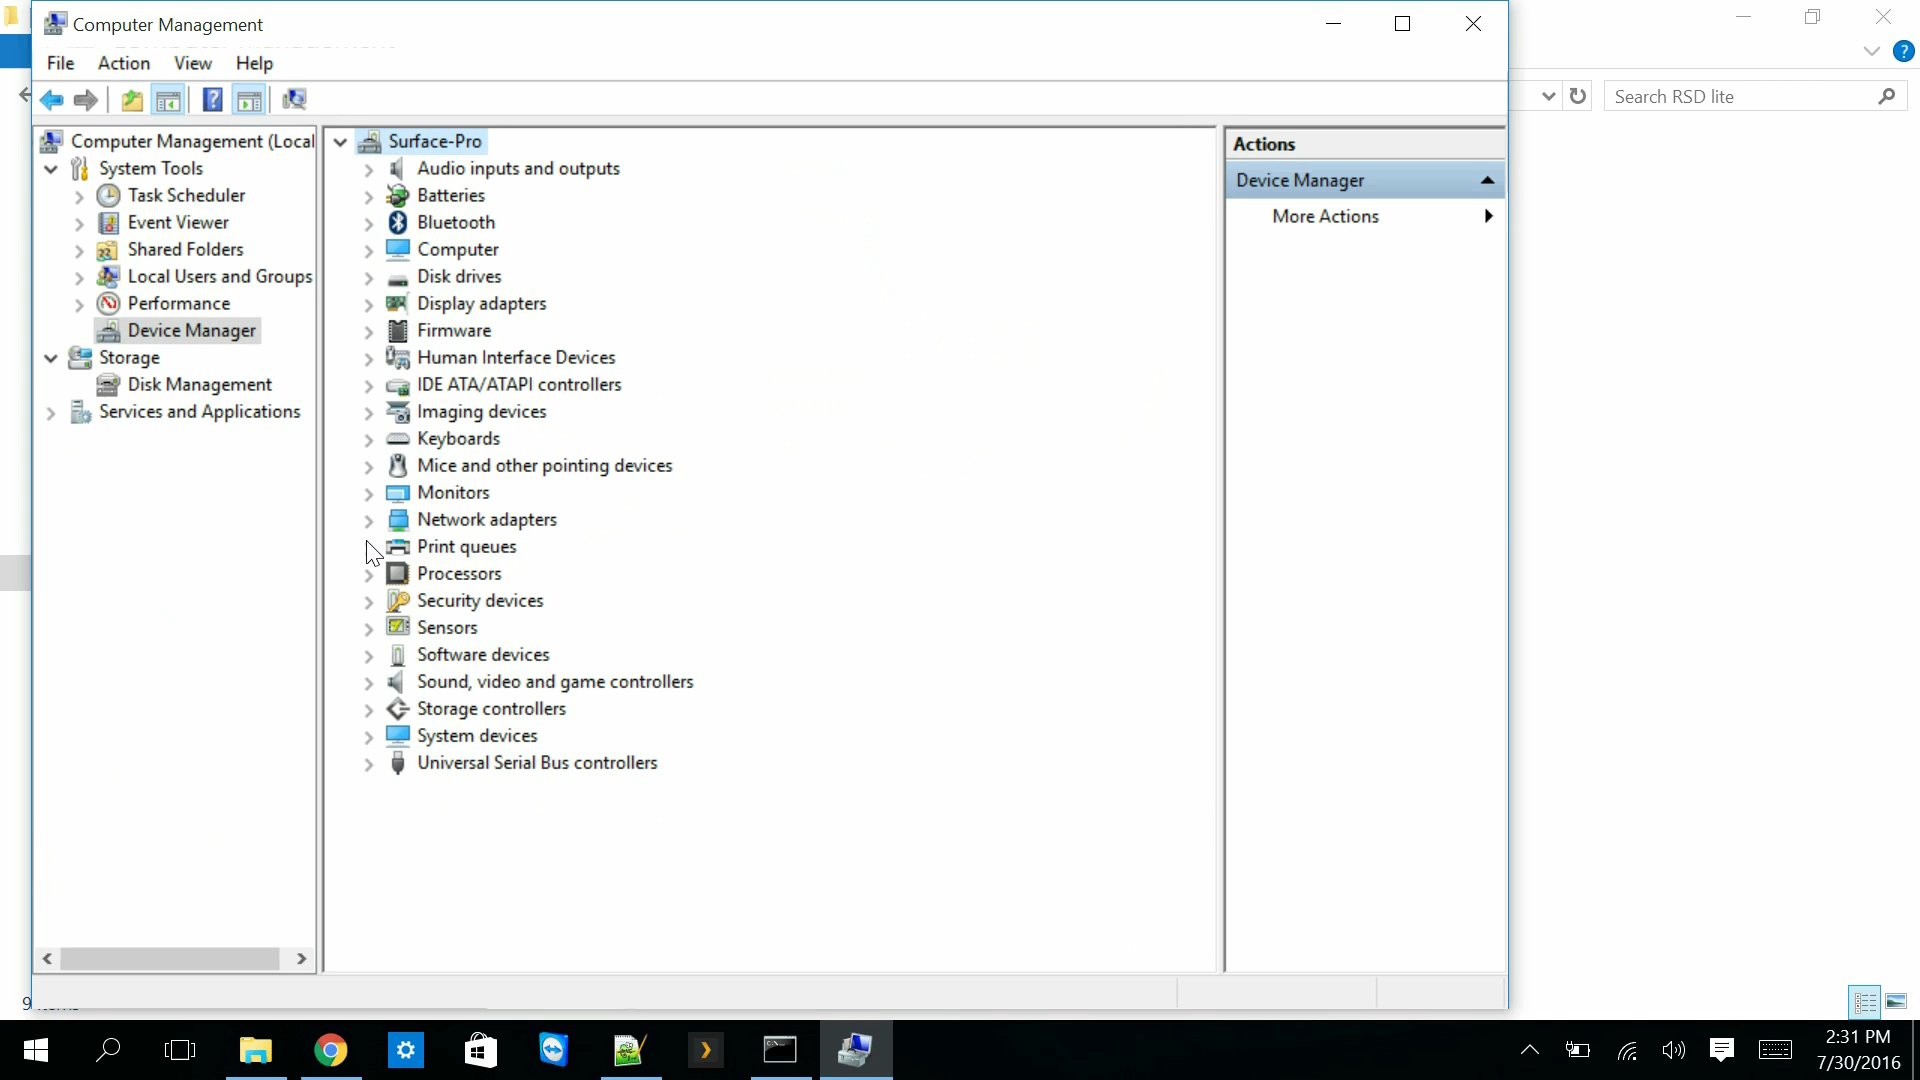 Computer Management
File Action View Help
Search RSD lite
Computer Management (Local
System Tools
Task Scheduler
Event Viewer
Shared Folders
Local Users and Groups
Performance
Device Manager
Storage
Disk Management
Services and Applications
Surface-Pro
Audio inputs and outputs
Batteries
Bluetooth
Computer
Disk drives
Display adapters
Firmware
Human Interface Devices
IDE ATA/ATAPI controllers
Imaging devices
Keyboards
Mice and other pointing devices
Monitors
Network adapters
Print queues
Processors
Security devices
Sensors
Software devices
Sound, video and game controllers
Storage controllers
System devices
Universal Serial Bus controllers
Actions
Device Manager
More Actions
2:31 PM
7/30/2016